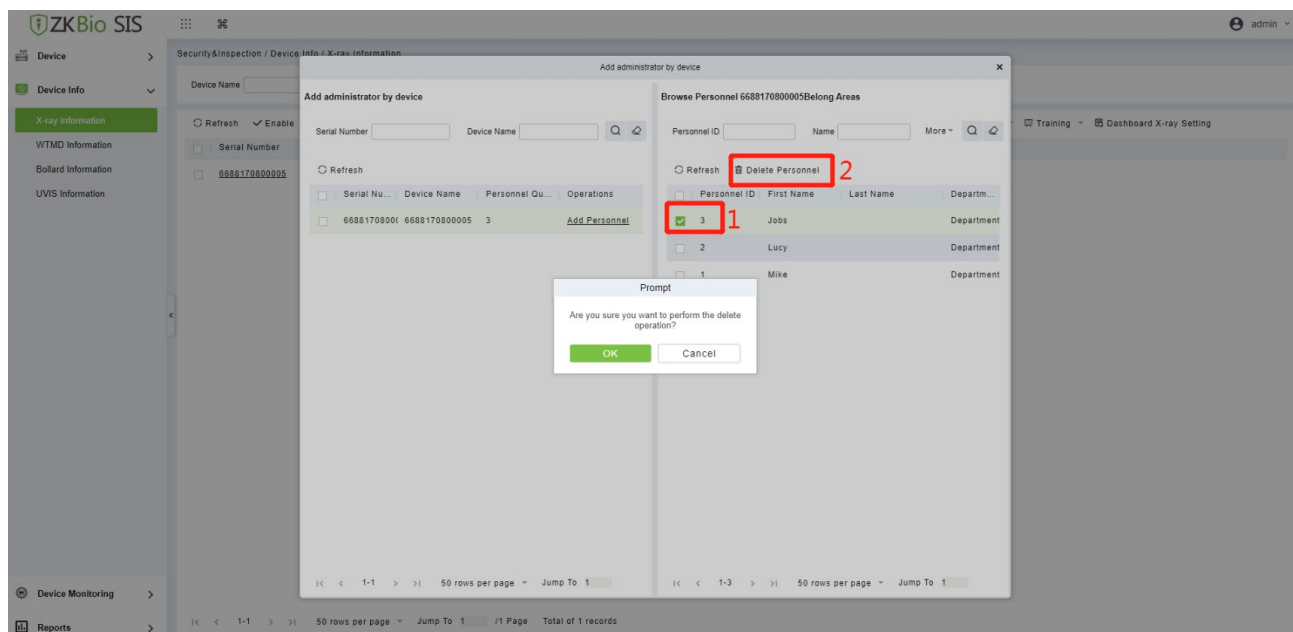 ZKBio SIS
admin
Device
Device Info
X-ray Information
WTMD Information
Bollard Information
UVIS Information
Device Monitoring
Reports
Security&Inspection / Device Info / X-ray Information
Device Name
Refresh Enable
Training Dashboard X-ray Setting
Serial Number
6688170800005
Add administrator by device
Add administrator by device
Serial Number Device Name
Refresh
Serial Nu... Device Name Personnel Qu... Operations
668817080 6688170800005 3 Add Personnel
1-1 50 rows per page Jump To 1
Browse Personnel 6688170800005Belong Areas
Personnel ID Name More
Refresh Delete Personnel 2
Personnel ID First Name Last Name Departm...
3 1 Jobs Department
2 Lucy Department
1 Mike Department
1-3 50 rows per page Jump To 1
Prompt
Are you sure you want to perform the delete
operation?
OK Cancel
1-1 50 rows per page Jump To 1 /1 Page Total of 1 records